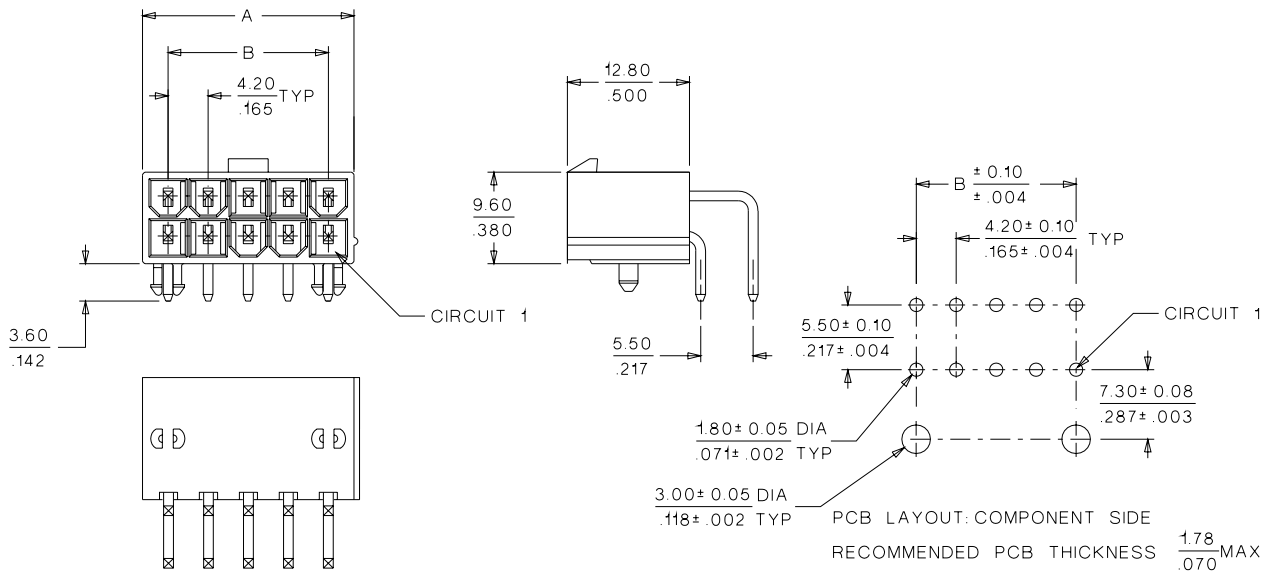 A
B
4.20
.165
TYP
3.60
.142
CIRCUIT 1
12.80
.500
9.60
.380
5.50
.217
B ± 0.10
± .004
4.20± 0.10
.165± .004
TYP
5.50± 0.10
.217± .004
CIRCUIT 1
7.30± 0.08
.287± .003
1.80± 0.05 DIA
.071± .002 TYP
3.00± 0.05 DIA
.118± .002 TYP
PCB LAYOUT: COMPONENT SIDE
RECOMMENDED PCB THICKNESS 1.78 MAX
.070